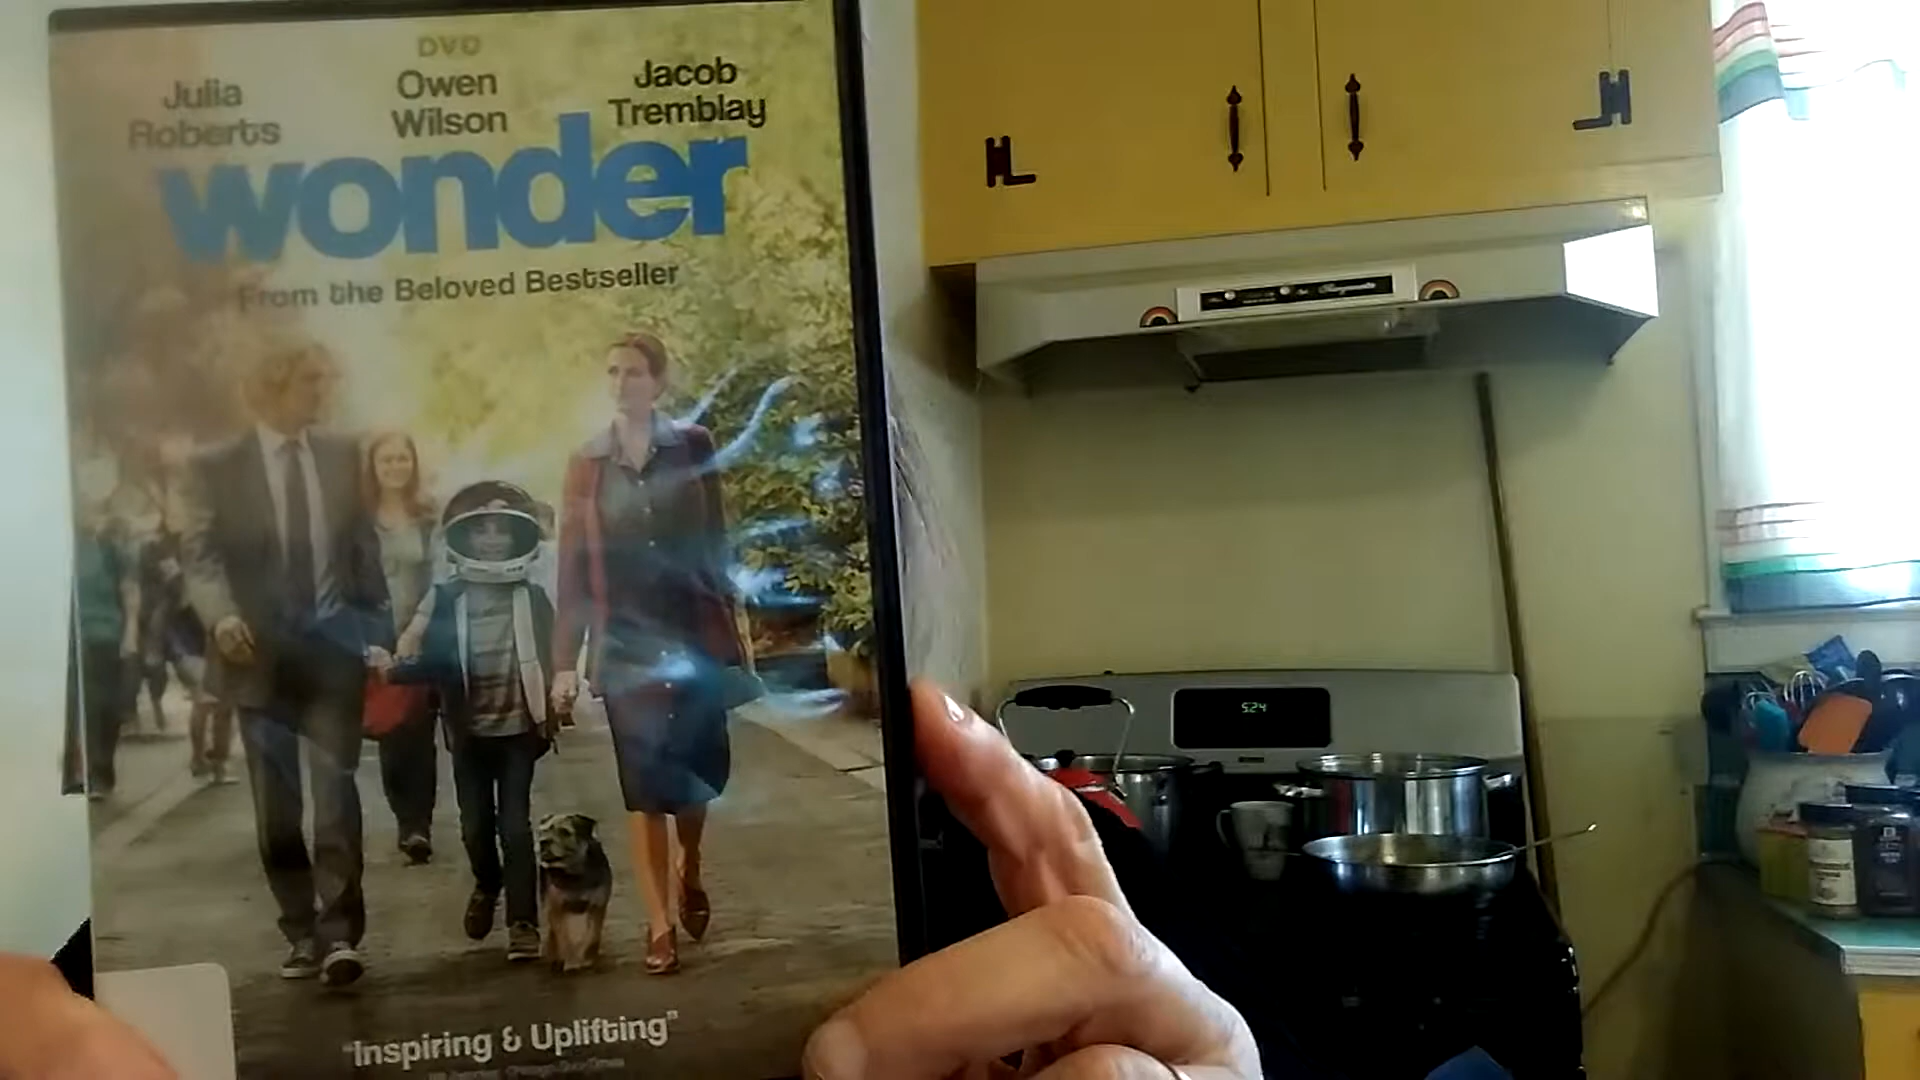 DVD
Julia
Roberts
Owen
Wilson
Jacob
Tremblay
wonder
From the Beloved Bestseller
"Inspiring & Uplifting"
5:24